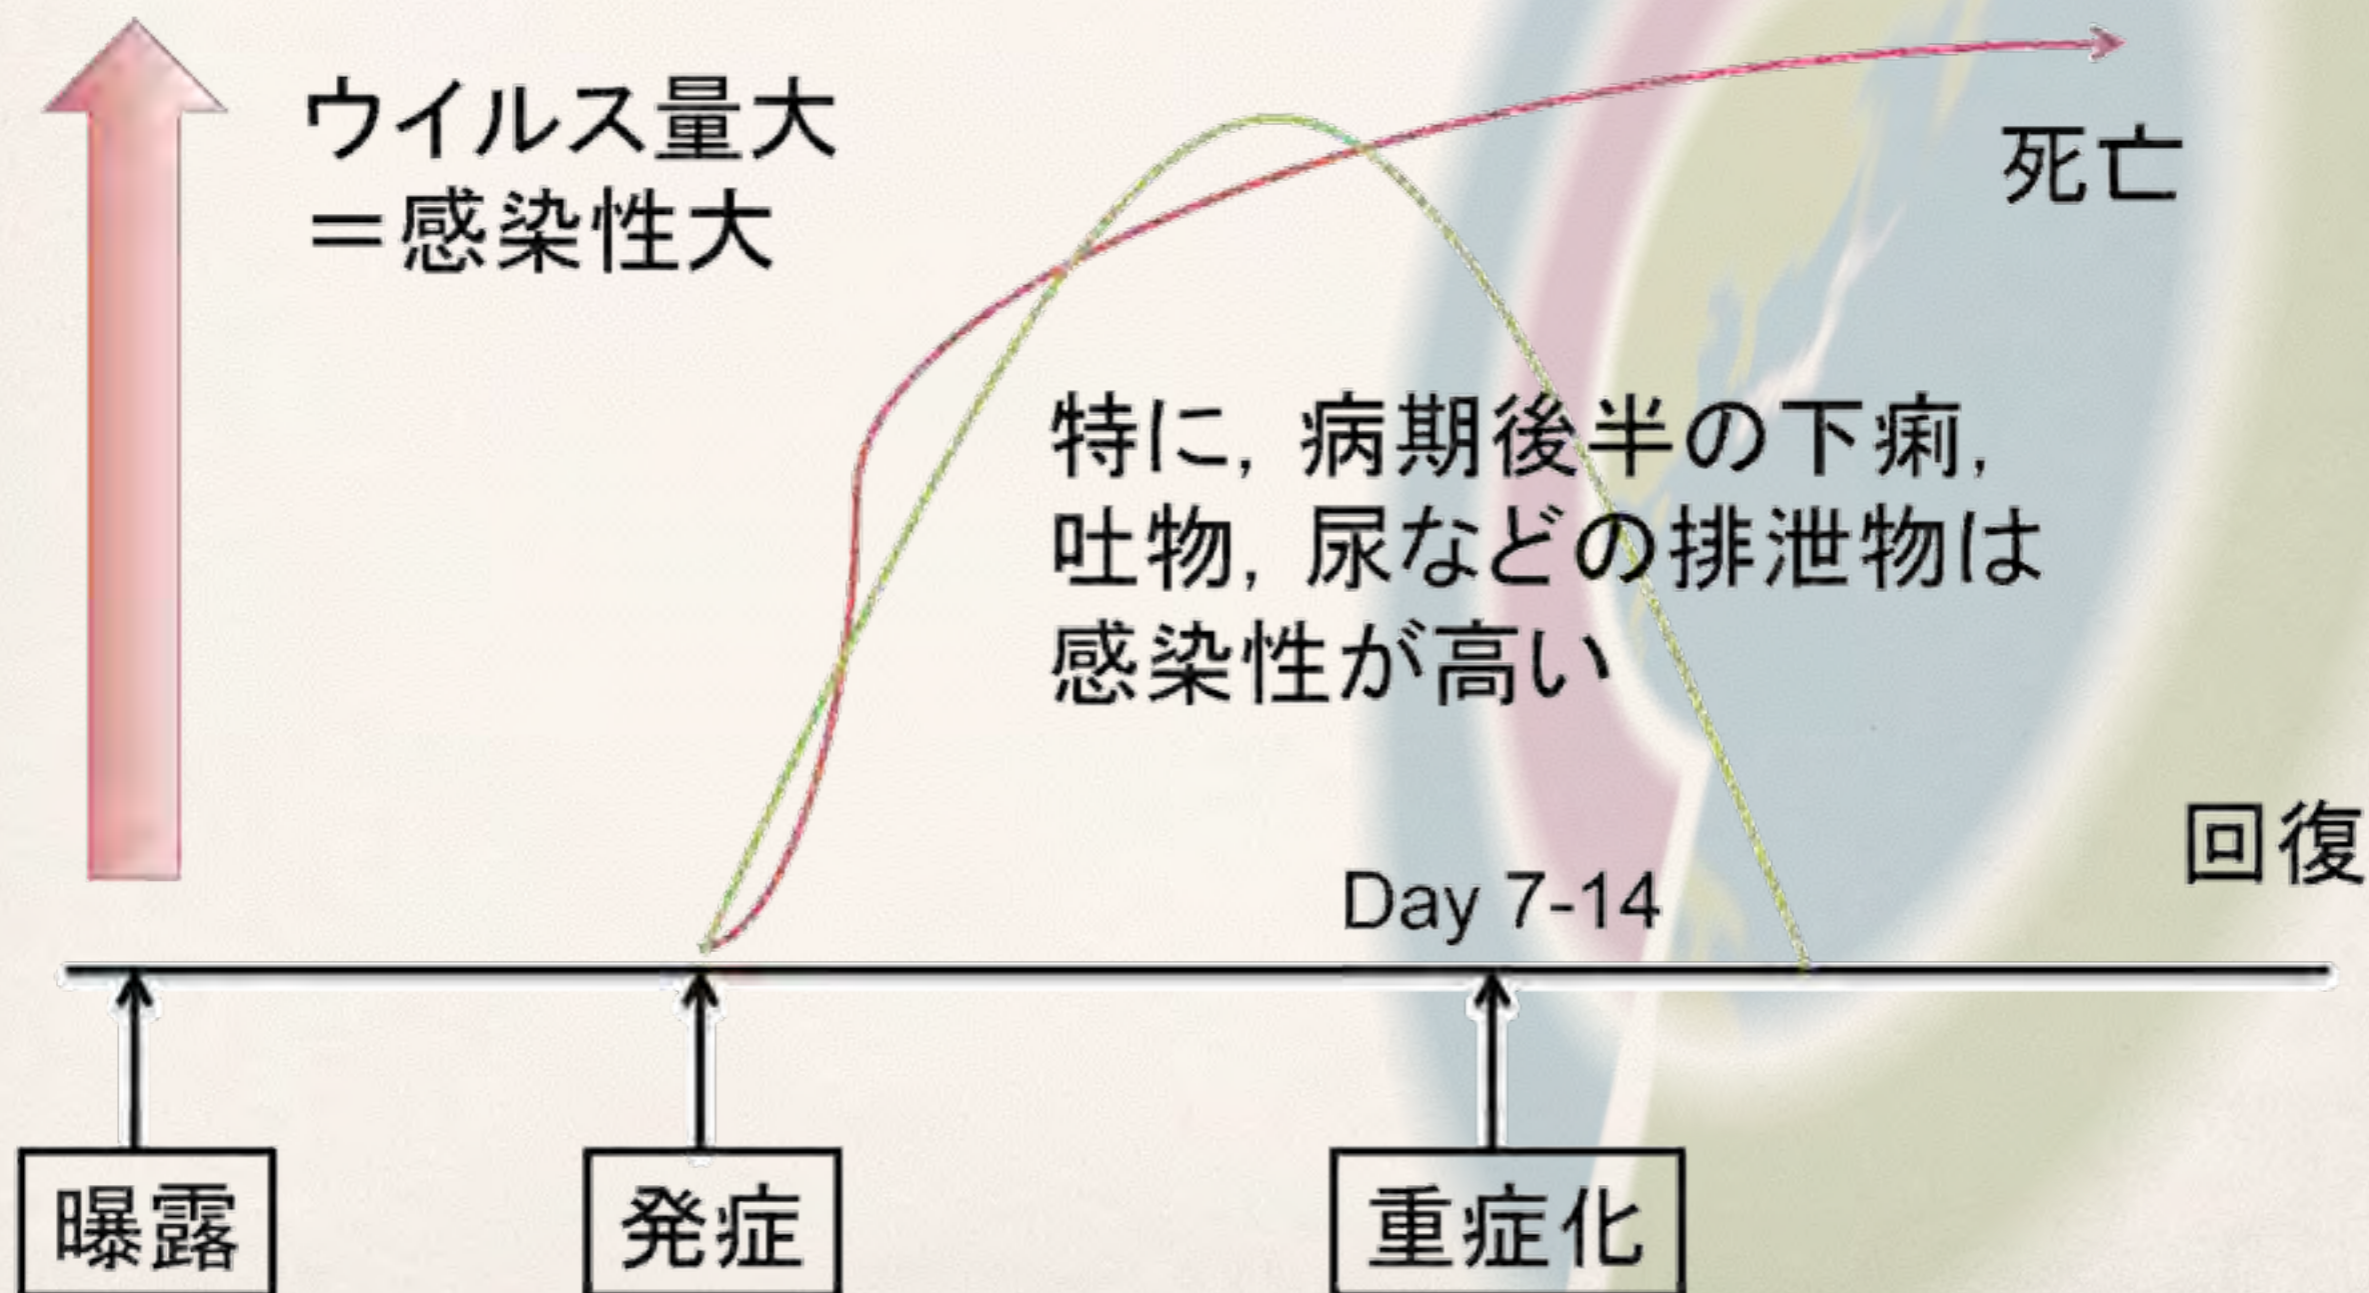 ウイルス量大
＝感染性大
死亡
特に，病期後半の下痢，
吐物，尿などの排泄物は
感染性が高い
回復
Day 7-14
曝露
発症
重症化